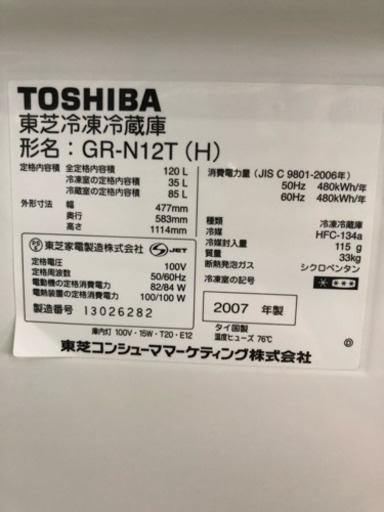 TOSHIBA
東芝冷凍冷蔵庫
形名：GR-N12T (H)
定格内容積 全定格内容積 120 L
冷凍室の定格内容積 35 L
冷蔵室の定格内容積 85 L
外形寸法 幅 477mm
奥行 583mm
高さ 1114mm
東芝家電製造株式会社 S JET
定格電圧 100V
定格周波数 50/60Hz
電動機の定格消費電力 82/84 W
電熱装置の定格消費電力 100/100 W
製造番号 13026282
消費電力量 (JIS C 9801-2006年)
50Hz 480kWh/年
60Hz 480kWh/年
種類 冷凍冷蔵庫
冷媒 HFC-134a
冷媒封入量 115 g
質量 33kg
断熱発泡ガス シクロペンタン
冷凍室の記号 * ***
2007 年製
タイ国製
温度ヒューズ 76℃
庫内灯 100V・15W・T20・E12
東芝コンシューママーケティング株式会社
D